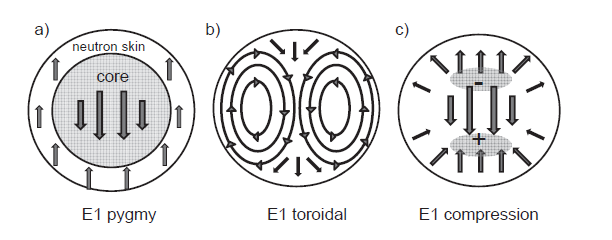 a)
b)
c)
neutron skin
core
-
+
E1 pygmy
E1 toroidal
E1 compression